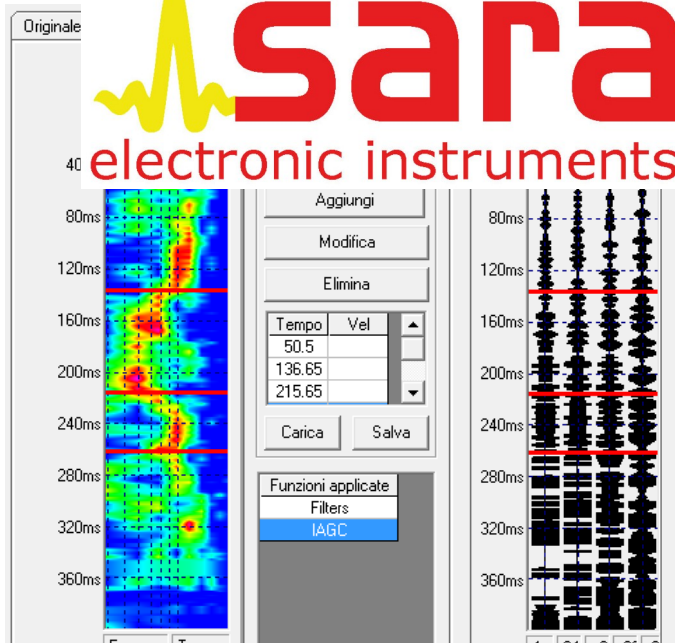 Originale
sara
electronic instruments
40
80ms
120ms
160ms
200ms
240ms
280ms
320ms
360ms
Aggiungi
Modifica
Elimina
Tempo Vel
50.5
136.65
215.65
Carica Salva
Funzioni applicate
Filters
IAGC
80ms
120ms
160ms
200ms
240ms
280ms
320ms
360ms